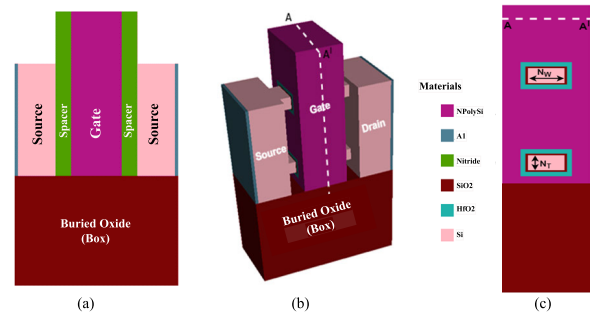 Source
Spacer
Gate
Spacer
Source
Buried Oxide
(Box)
(a)
A
A'
Gate
Source
Drain
Buried Oxide
(Box)
(b)
Materials
NPolySi
Al
Nitride
SiO2
HfO2
Si
A
A'
NW
NT
(c)